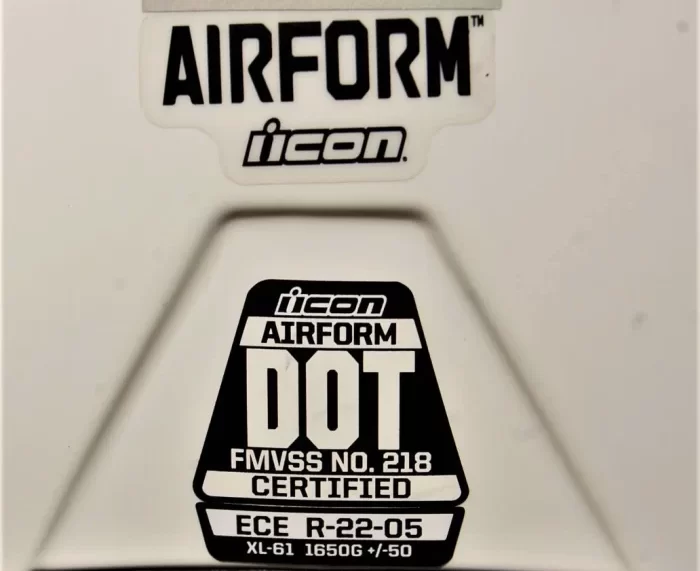 AIRFORM™
icon.
icon
AIRFORM
DOT
FMVSS NO. 218
CERTIFIED
ECE R-22-05
XL-61 1650G +/-50